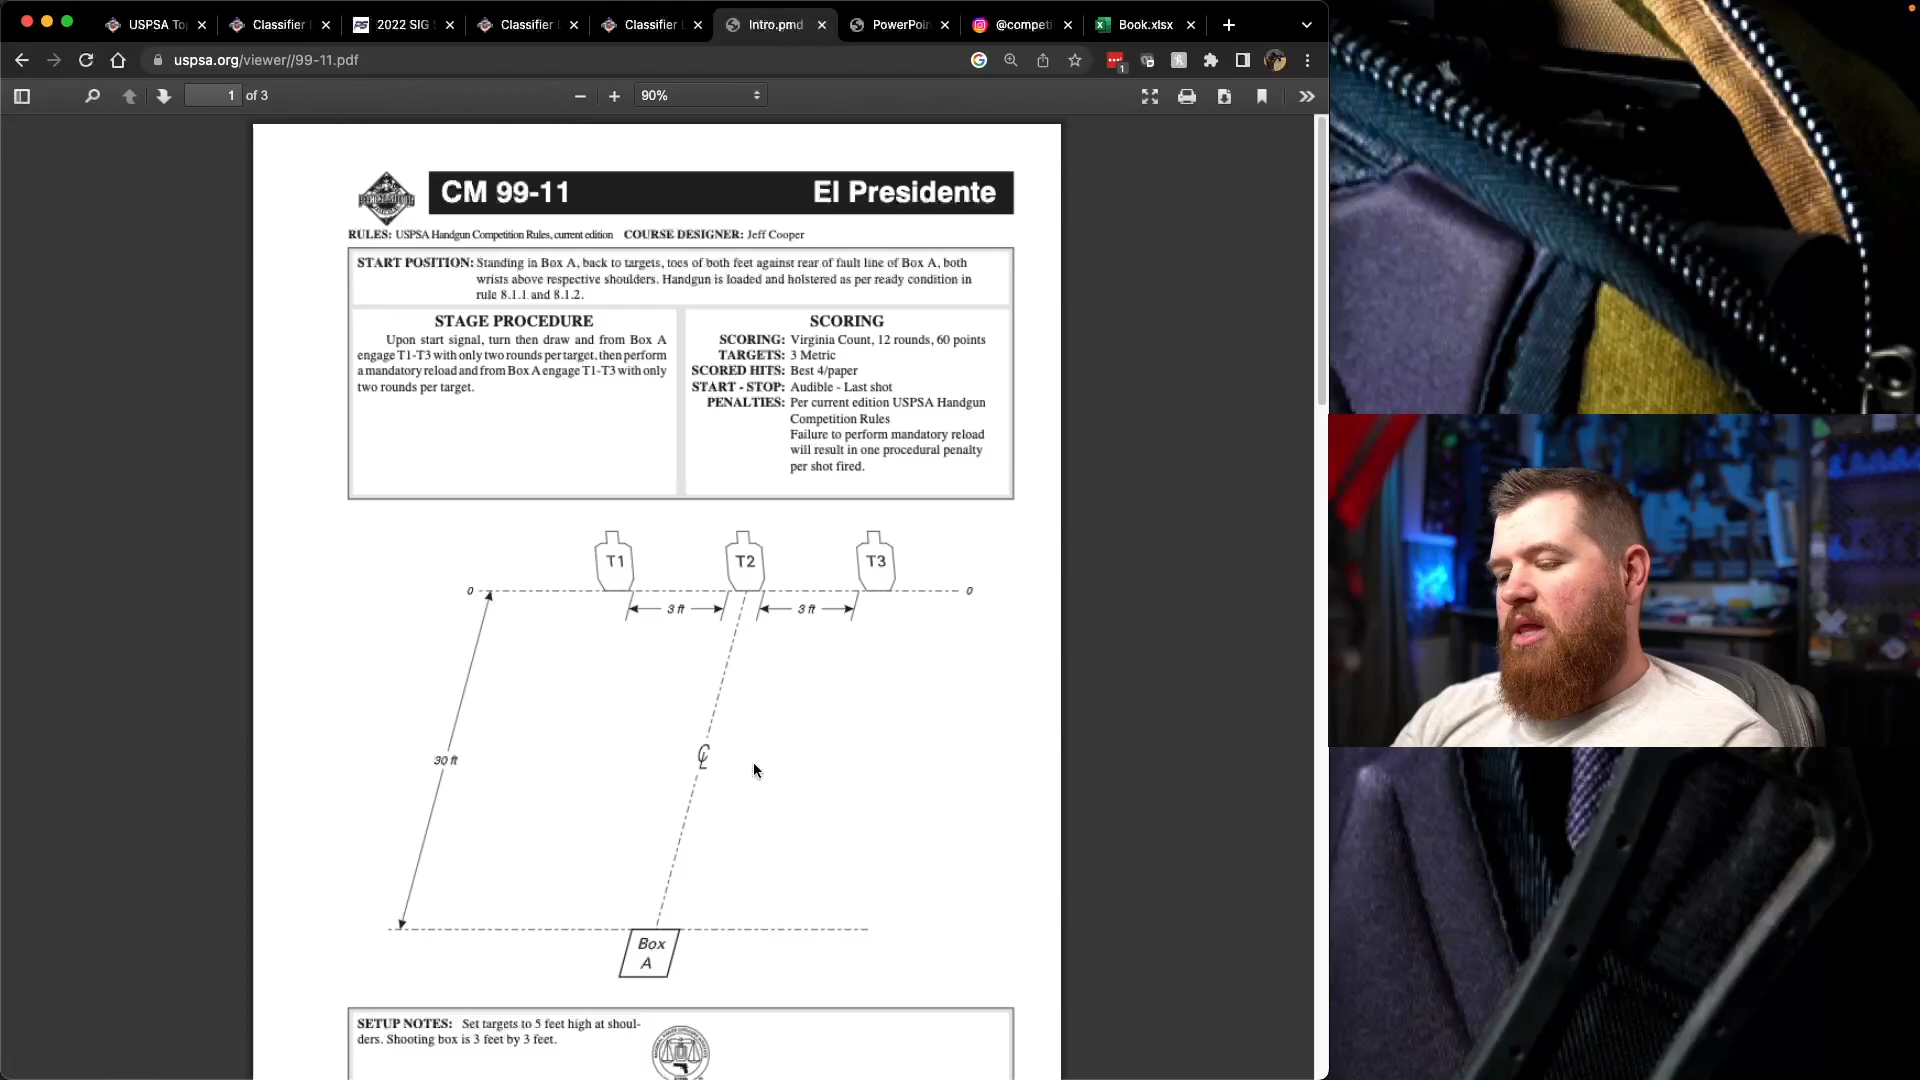 USPSA To
Classifier
2022 SIG
Classifier
Classifier
Intro.pmd
PowerPoin
@competi
Book.xlsx
uspsa.org/viewer//99-11.pdf
1
1 of 3
90%
CM 99-11 El Presidente
RULES: USPSA Handgun Competition Rules, current edition COURSE DESIGNER: Jeff Cooper
START POSITION: Standing in Box A, back to targets, toes of both feet against rear of fault line of Box A, both
wrists above respective shoulders. Handgun is loaded and holstered as per ready condition in
rule 8.1.1 and 8.1.2.
STAGE PROCEDURE
Upon start signal, turn then draw and from Box A
engage T1-T3 with only two rounds per target, then perform
a mandatory reload and from Box A engage T1-T3 with only
two rounds per target.
SCORING
SCORING: Virginia Count, 12 rounds, 60 points
TARGETS: 3 Metric
SCORED HITS: Best 4/paper
START - STOP: Audible - Last shot
PENALTIES: Per current edition USPSA Handgun
Competition Rules
Failure to perform mandatory reload
will result in one procedural penalty
per shot fired.
T1 T2 T3
0 0
3 ft 3 ft
30 ft
Box
A
SETUP NOTES: Set targets to 5 feet high at shoul-
ders. Shooting box is 3 feet by 3 feet.